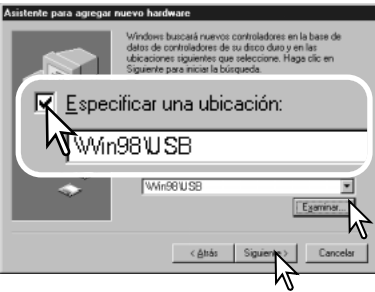 Asistente para agregar nuevo hardware
Windows buscará nuevos controladores en la base de
datos de controladores de su disco duro y en las
ubicaciones siguientes que seleccione. Haga clic en
Siguiente para iniciar la búsqueda.
Especificar una ubicación:
\Win98\USB
\Win98\USB
Examinar...
< Atrás
Siguiente >
Cancelar